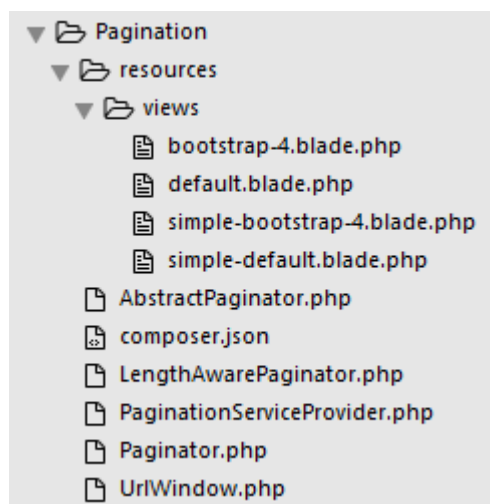 Pagination
resources
views
bootstrap-4.blade.php
default.blade.php
simple-bootstrap-4.blade.php
simple-default.blade.php
AbstractPaginator.php
composer.json
LengthAwarePaginator.php
PaginationServiceProvider.php
Paginator.php
UrlWindow.php